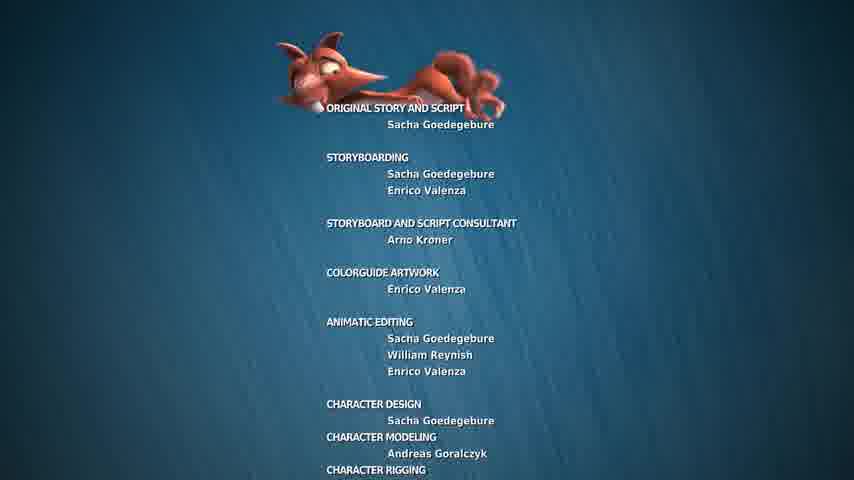 ORIGINAL STORY AND SCRIPT
Sacha Goedegebure
STORYBOARDING
Sacha Goedegebure
Enrico Valenza
STORYBOARD AND SCRIPT CONSULTANT
Arno Kroner
COLORGUIDE ARTWORK
Enrico Valenza
ANIMATIC EDITING
Sacha Goedegebure
William Reynish
Enrico Valenza
CHARACTER DESIGN
Sacha Goedegebure
CHARACTER MODELING
Andreas Goralczyk
CHARACTER RIGGING